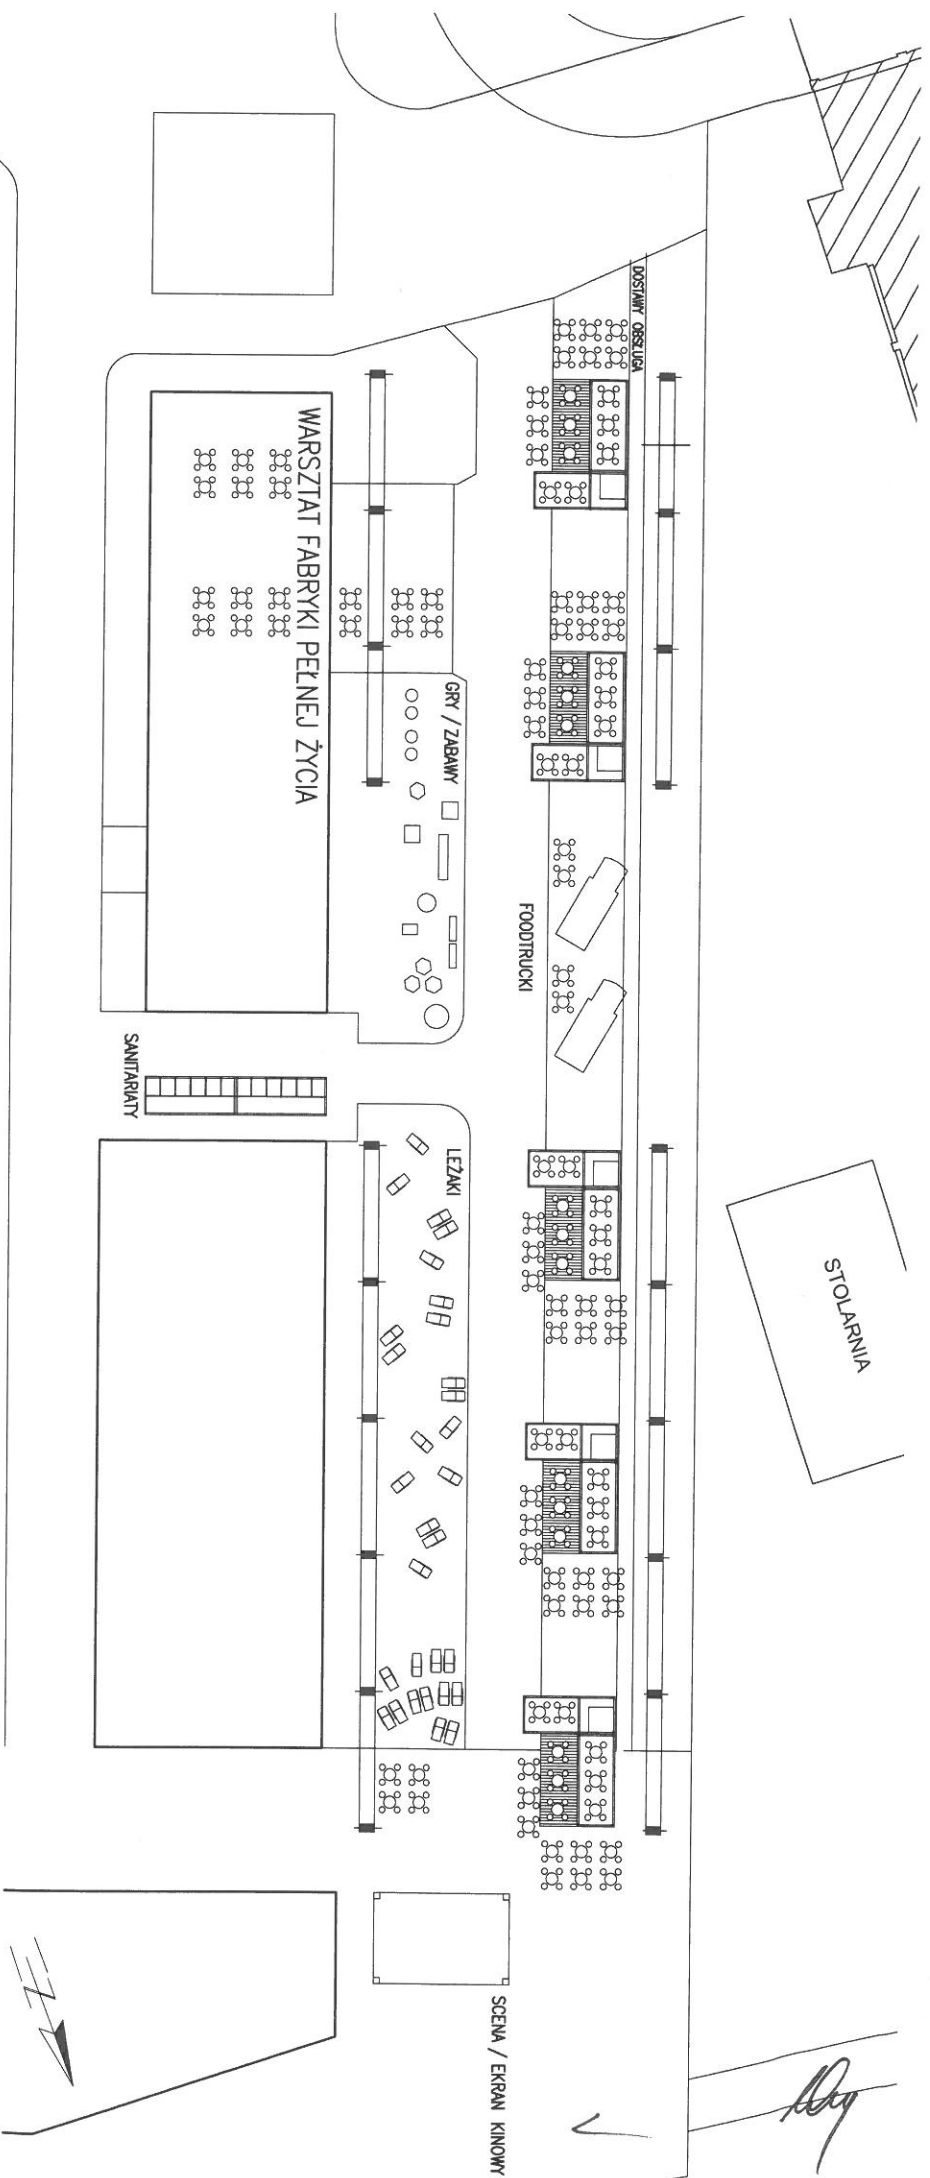 DOSTAWY OBSŁUGA
WARSZTAT FABRYKI PEŁNEJ ŻYCIA
GRY / ZABAWY
FOODTRUCKI
SANITARIATY
LEŻAKI
STOLARNIA
SCENA / EKRAN KINOWY